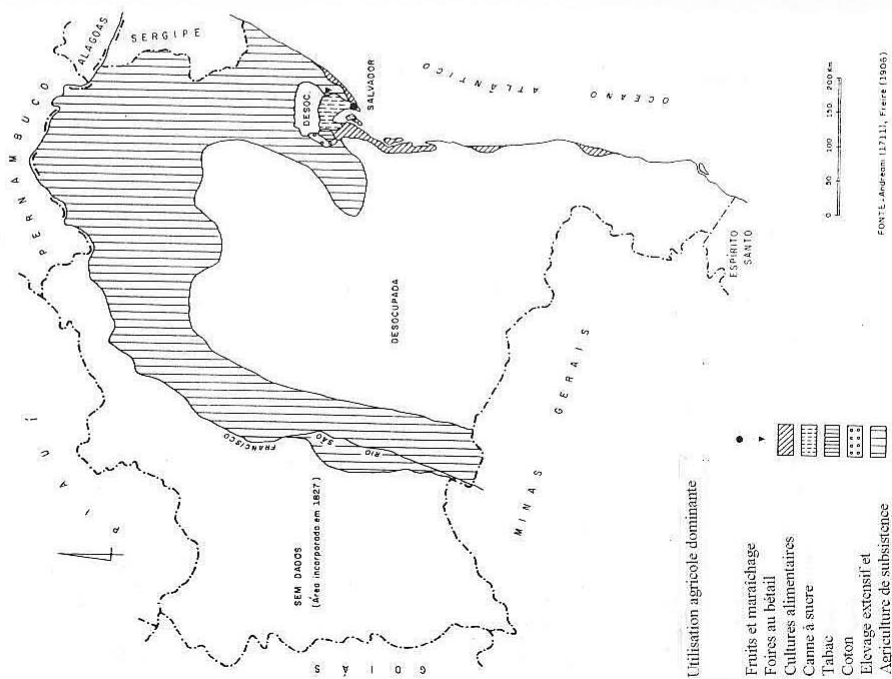 PIAUÍ
PERNAMBUCO
ALAGOAS
SERGIPE
DESOC.
SALVADOR
OCEANO ATLÂNTICO
GOIÁS
SEM DADOS
(Área incorporada em 1827)
RIO SÃO FRANCISCO
DESOCUPADA
MINAS GERAIS
ESPÍRITO
SANTO
Utilisation agricole dominante
Fruits et maraichage
Foires au bétail
Cultures alimentaires
Canne à sucre
Tabac
Coton
Elevage extensif et
Agriculture de subsistence
0 50 100 150 200 Km
FONTE - Andreoni (1711), Freire (1906)